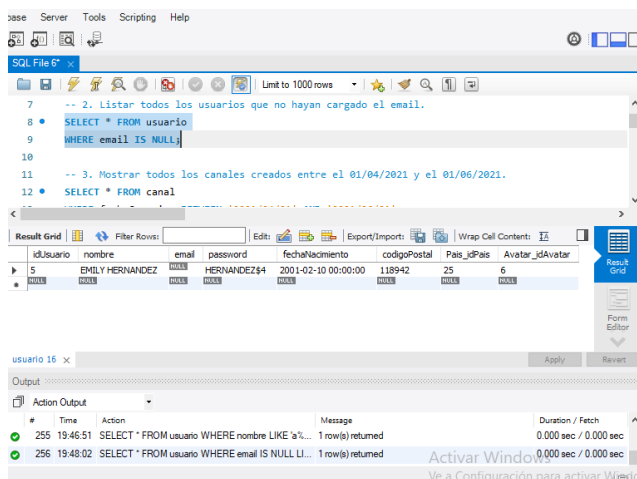 base Server Tools Scripting Help
SQL File 6*
Limit to 1000 rows
7 -- 2. Listar todos los usuarios que no hayan cargado el email.
8 SELECT * FROM usuario
9 WHERE email IS NULL;
10
11 -- 3. Mostrar todos los canales creados entre el 01/04/2021 y el 01/06/2021.
12 SELECT * FROM canal
Result Grid Filter Rows: Edit: Export/Import: Wrap Cell Content:
idUsuario nombre email password fechaNacimiento codigoPostal Pais_idPais Avatar_idAvatar
5 EMILY HERNANDEZ NULL HERNANDEZ$4 2001-02-10 00:00:00 118942 25 6
NULL NULL NULL NULL NULL NULL NULL NULL
Result Grid
Form Editor
usuario 16
Apply Revert
Output
Action Output
# Time Action Message Duration / Fetch
255 19:46:51 SELECT * FROM usuario WHERE nombre LIKE 'a%... 1 row(s) returned 0.000 sec / 0.000 sec
256 19:48:02 SELECT * FROM usuario WHERE email IS NULL LI... 1 row(s) returned 0.000 sec / 0.000 sec
Activar Windows
Ve a Configuración para activar Windo